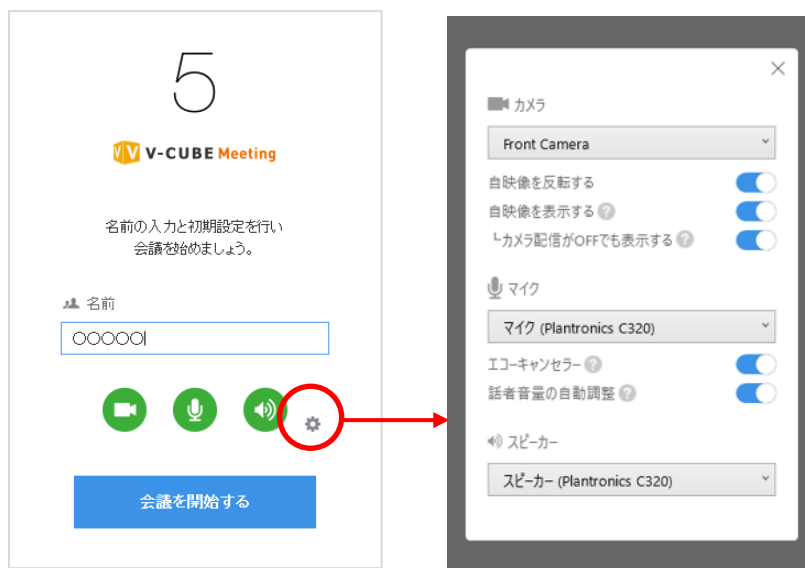 5
V-CUBE Meeting
名前の入力と初期設定を行い
会議を始めましょう。
名前
○○○○○
会議を開始する
カメラ
Front Camera
自映像を反転する
自映像を表示する ?
└カメラ配信がOFFでも表示する ?
マイク
マイク (Plantronics C320)
エコーキャンセラー ?
話者音量の自動調整 ?
スピーカー
スピーカー (Plantronics C320)